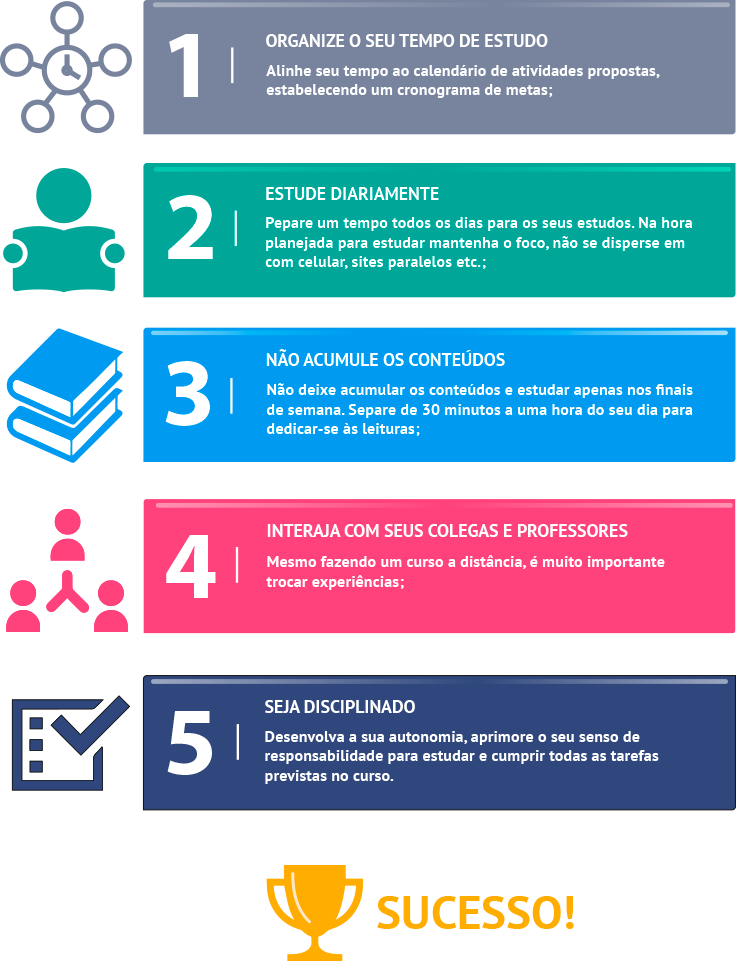 1
ORGANIZE O SEU TEMPO DE ESTUDO
Alinhe seu tempo ao calendário de atividades propostas,
estabelecendo um cronograma de metas;
2
ESTUDE DIARIAMENTE
Pepare um tempo todos os dias para os seus estudos. Na hora
planejada para estudar mantenha o foco, não se disperse em
com celular, sites paralelos etc.;
3
NÃO ACUMULE OS CONTEÚDOS
Não deixe acumular os conteúdos e estudar apenas nos finais
de semana. Separe de 30 minutos a uma hora do seu dia para
dedicar-se às leituras;
4
INTERAJA COM SEUS COLEGAS E PROFESSORES
Mesmo fazendo um curso a distância, é muito importante
trocar experiências;
5
SEJA DISCIPLINADO
Desenvolva a sua autonomia, aprimore o seu senso de
responsabilidade para estudar e cumprir todas as tarefas
previstas no curso.
SUCESSO!